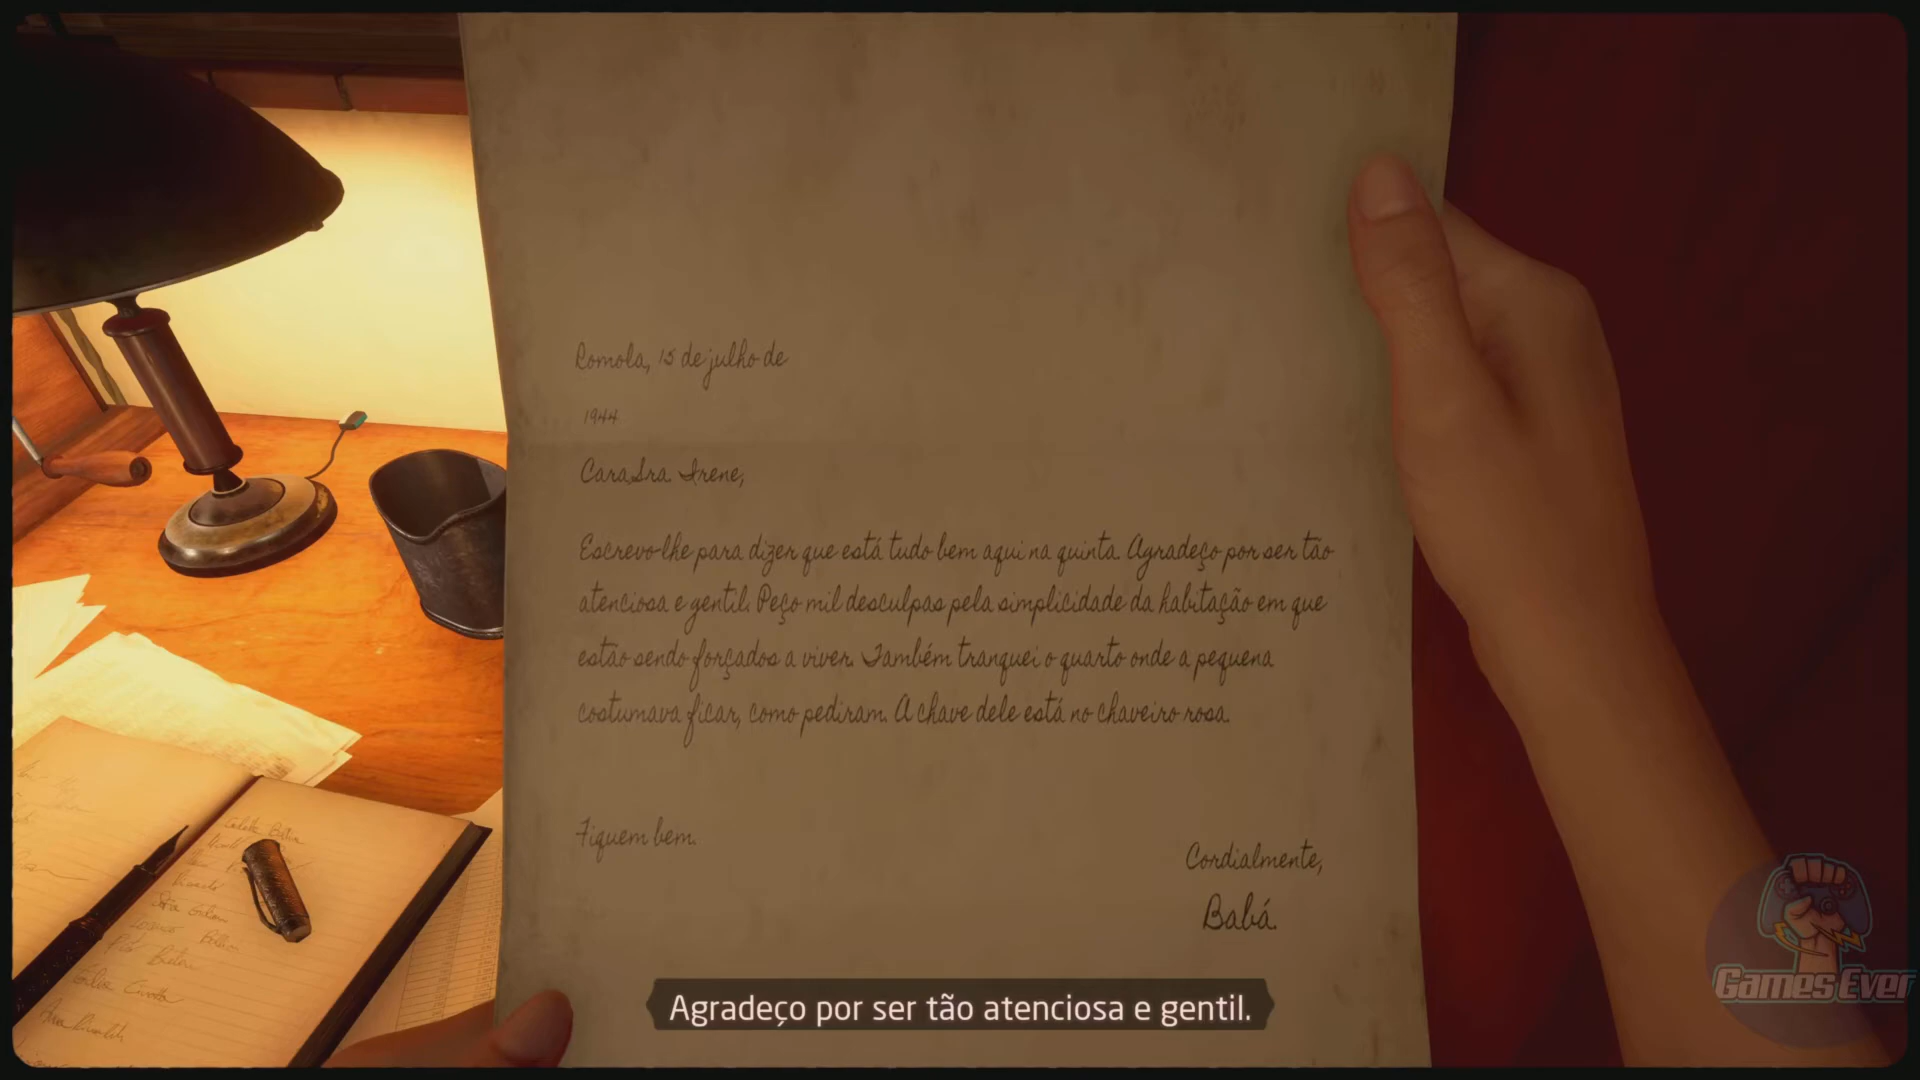 Romola, 15 de julho de
1944
Cara Sra. Irene,
Escrevo-lhe para dizer que está tudo bem aqui na quinta. Agradeço por ser tão
atenciosa e gentil. Peço mil desculpas pela simplicidade da habitação em que
estão sendo forçados a viver. Também tranquei o quarto onde a pequena
costumava ficar, como pediram. A chave dele está no chaveiro rosa.
Fiquem bem.
Cordialmente,
Babá.
Agradeço por ser tão atenciosa e gentil.
Games Ever